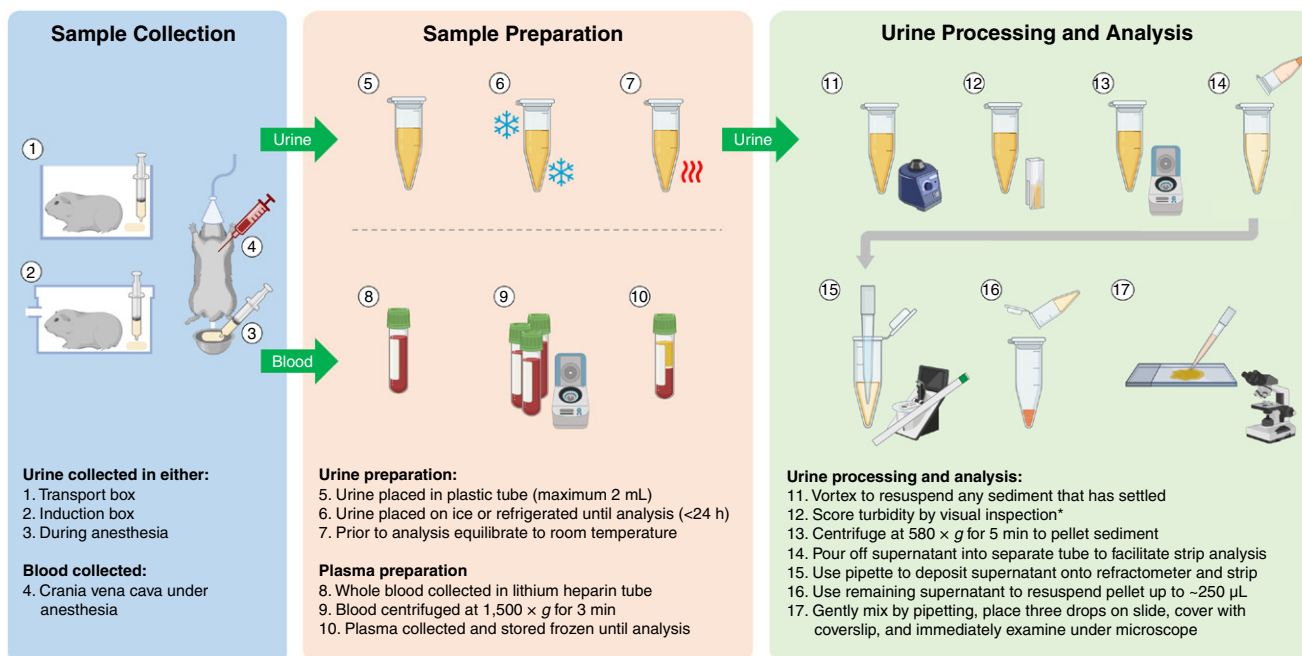 Sample Collection
1
2
3
4
Urine
Blood
Urine collected in either:
1. Transport box
2. Induction box
3. During anesthesia
Blood collected:
4. Crania vena cava under
anesthesia
Sample Preparation
5
6
7
8
9
10
Urine
Urine preparation:
5. Urine placed in plastic tube (maximum 2 mL)
6. Urine placed on ice or refrigerated until analysis (<24 h)
7. Prior to analysis equilibrate to room temperature
Plasma preparation
8. Whole blood collected in lithium heparin tube
9. Blood centrifuged at 1,500 × g for 3 min
10. Plasma collected and stored frozen until analysis
Urine Processing and Analysis
11
12
13
14
15
16
17
Urine processing and analysis:
11. Vortex to resuspend any sediment that has settled
12. Score turbidity by visual inspection*
13. Centrifuge at 580 × g for 5 min to pellet sediment
14. Pour off supernatant into separate tube to facilitate strip analysis
15. Use pipette to deposit supernatant onto refractometer and strip
16. Use remaining supernatant to resuspend pellet up to ~250 µL
17. Gently mix by pipetting, place three drops on slide, cover with
coverslip, and immediately examine under microscope